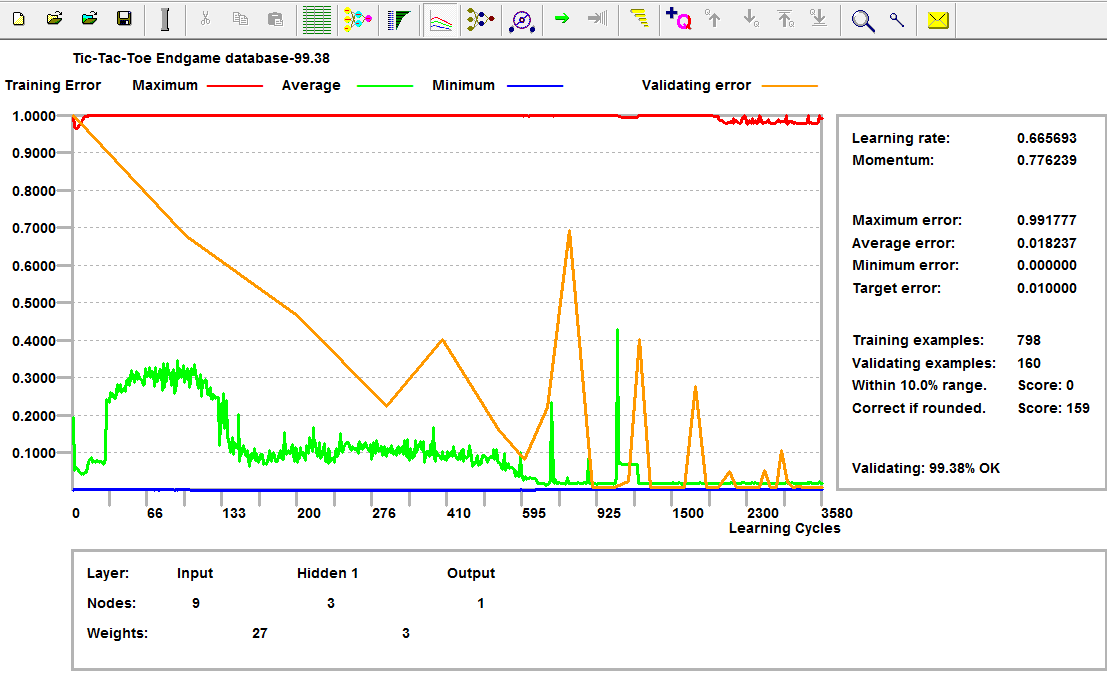 Tic-Tac-Toe Endgame database-99.38
Training Error Maximum Average Minimum Validating error
1.0000
0.9000
0.8000
0.7000
0.6000
0.5000
0.4000
0.3000
0.2000
0.1000
0 66 133 200 276 410 595 925 1500 2300 3580
Learning Cycles
Learning rate: 0.665693
Momentum: 0.776239
Maximum error: 0.991777
Average error: 0.018237
Minimum error: 0.000000
Target error: 0.010000
Training examples: 798
Validating examples: 160
Within 10.0% range. Score: 0
Correct if rounded. Score: 159
Validating: 99.38% OK
Layer: Input Hidden 1 Output
Nodes: 9 3 1
Weights: 27 3